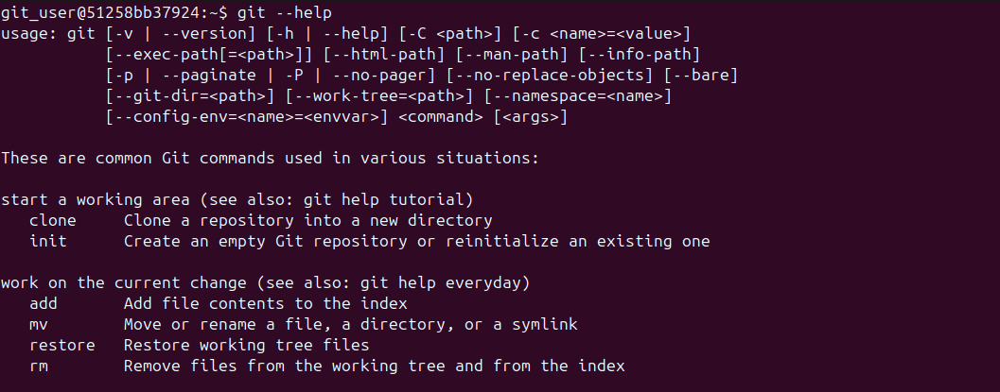 git_user@51258bb37924:~$ git --help
usage: git [-v | --version] [-h | --help] [-C <path>] [-c <name>=<value>]
           [--exec-path[=<path>]] [--html-path] [--man-path] [--info-path]
           [-p | --paginate | -P | --no-pager] [--no-replace-objects] [--bare]
           [--git-dir=<path>] [--work-tree=<path>] [--namespace=<name>]
           [--config-env=<name>=<envvar>] <command> [<args>]

These are common Git commands used in various situations:

start a working area (see also: git help tutorial)
   clone     Clone a repository into a new directory
   init      Create an empty Git repository or reinitialize an existing one

work on the current change (see also: git help everyday)
   add       Add file contents to the index
   mv        Move or rename a file, a directory, or a symlink
   restore   Restore working tree files
   rm        Remove files from the working tree and from the index